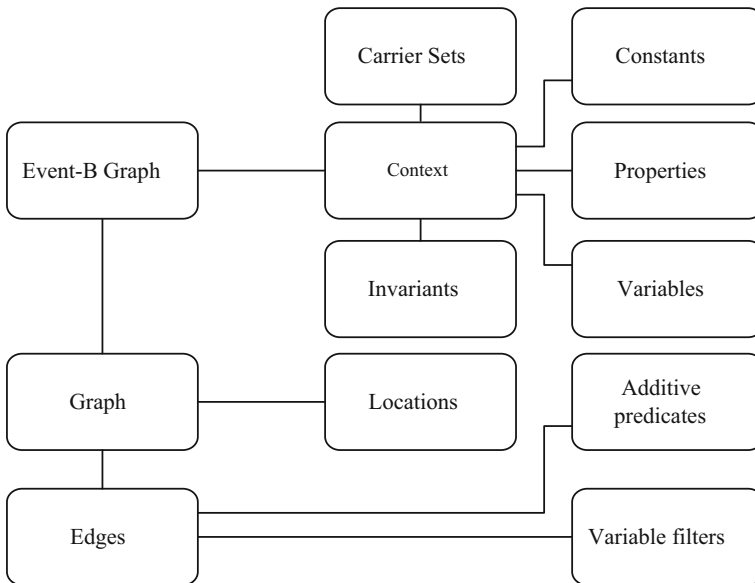 Carrier Sets
Constants
Event-B Graph
Context
Properties
Invariants
Variables
Graph
Locations
Additive
predicates
Edges
Variable filters